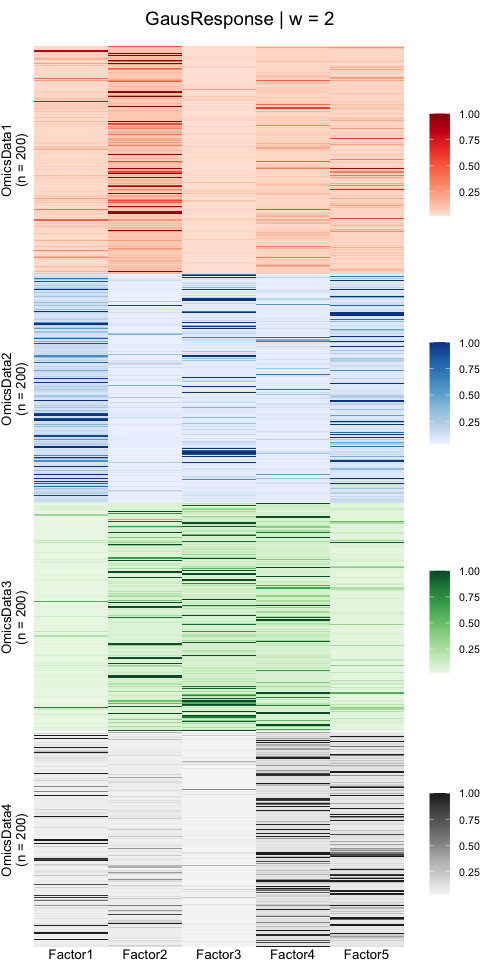 GausResponse | w = 2
OmicsData1
(n = 200)
1.00
0.75
0.50
0.25
OmicsData2
(n = 200)
1.00
0.75
0.50
0.25
OmicsData3
(n = 200)
1.00
0.75
0.50
0.25
OmicsData4
(n = 200)
1.00
0.75
0.50
0.25
Factor1 Factor2 Factor3 Factor4 Factor5